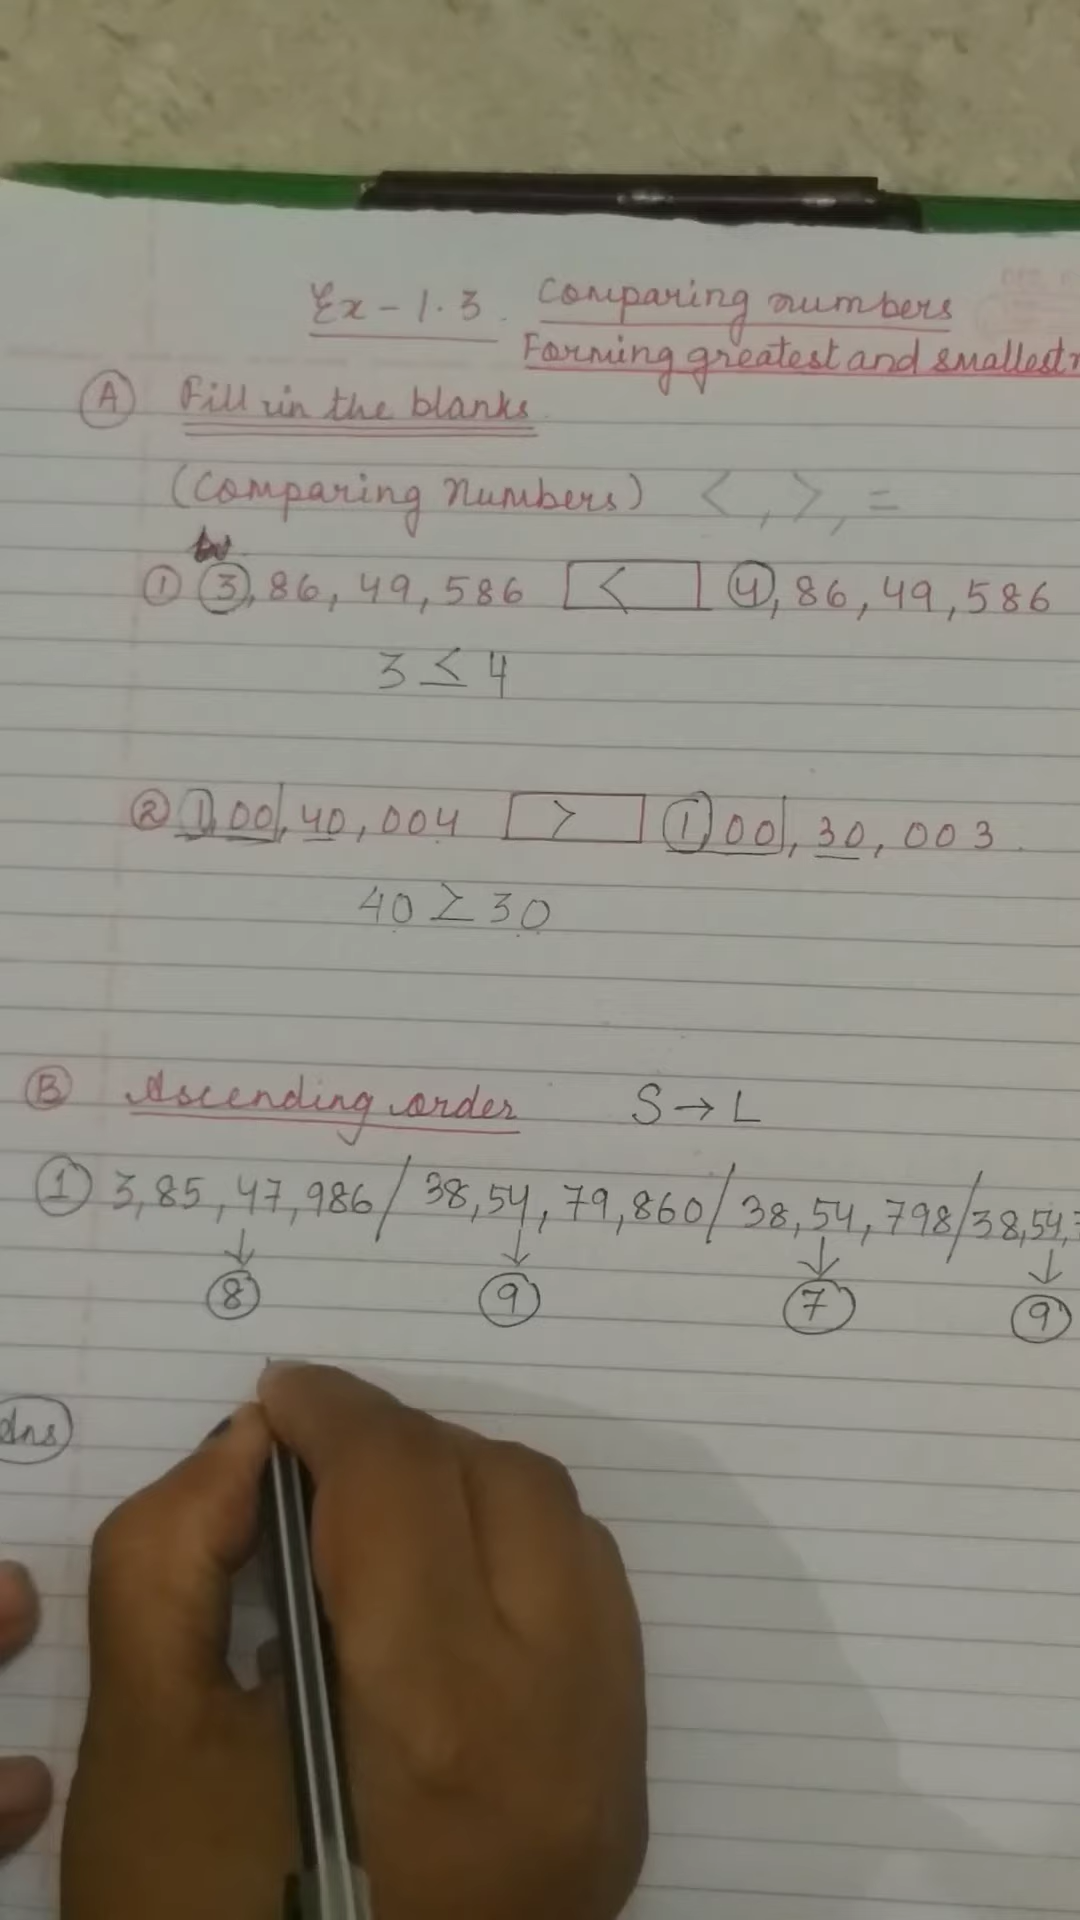 Ex - 1.3. Comparing numbers
Forming greatest and smallest
(A) Fill in the blanks
(Comparing Numbers) <, >, =
① ③,86,49,586 < ④,86,49,586
3 < 4
② ①,00,40,004 > ①,00,30,003.
40 > 30
Ⓑ Ascending order S → L
① 3,85,47,986 / 38,54,79,860 / 38,54,798 / 38,54,
↓ ↓ ↓ ↓
⑧ ⑨ ⑦ ⑨
Ans